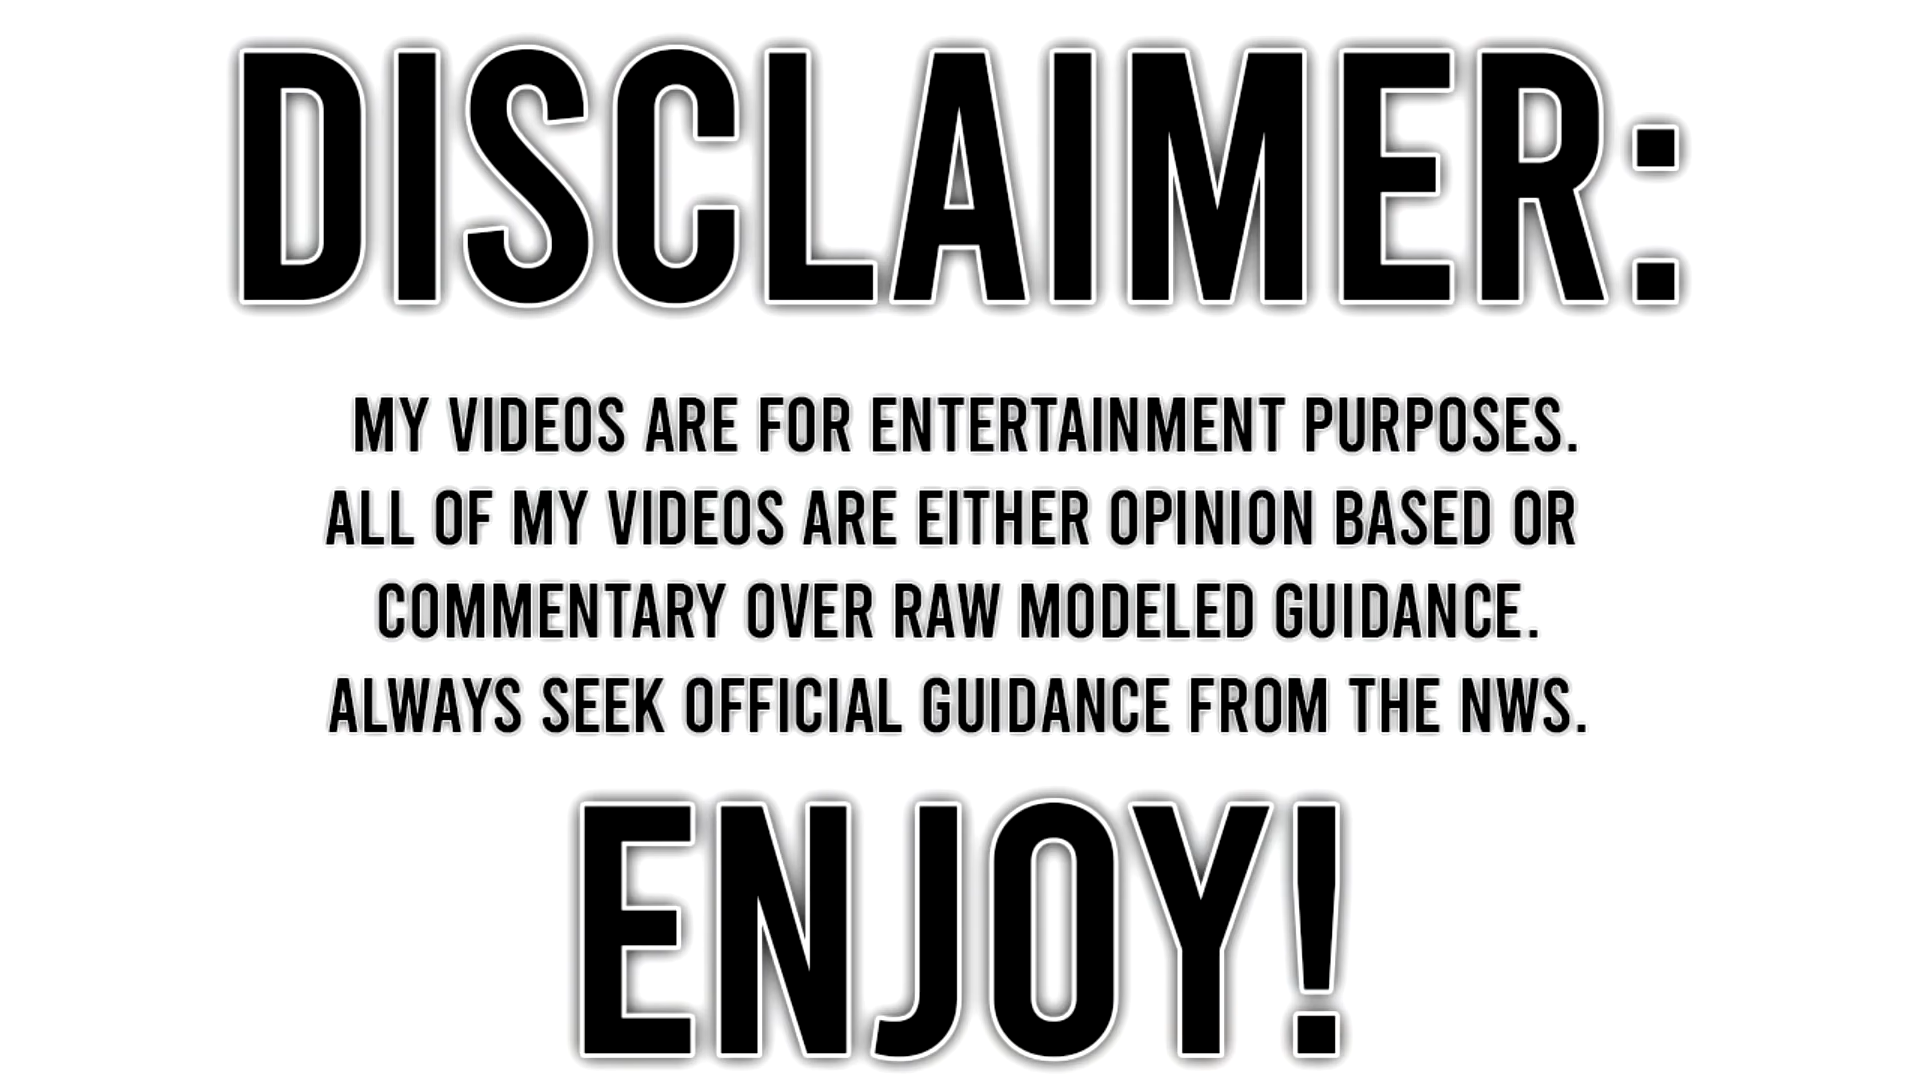 DISCLAIMER:
MY VIDEOS ARE FOR ENTERTAINMENT PURPOSES.
ALL OF MY VIDEOS ARE EITHER OPINION BASED OR
COMMENTARY OVER RAW MODELED GUIDANCE.
ALWAYS SEEK OFFICIAL GUIDANCE FROM THE NWS.
ENJOY!